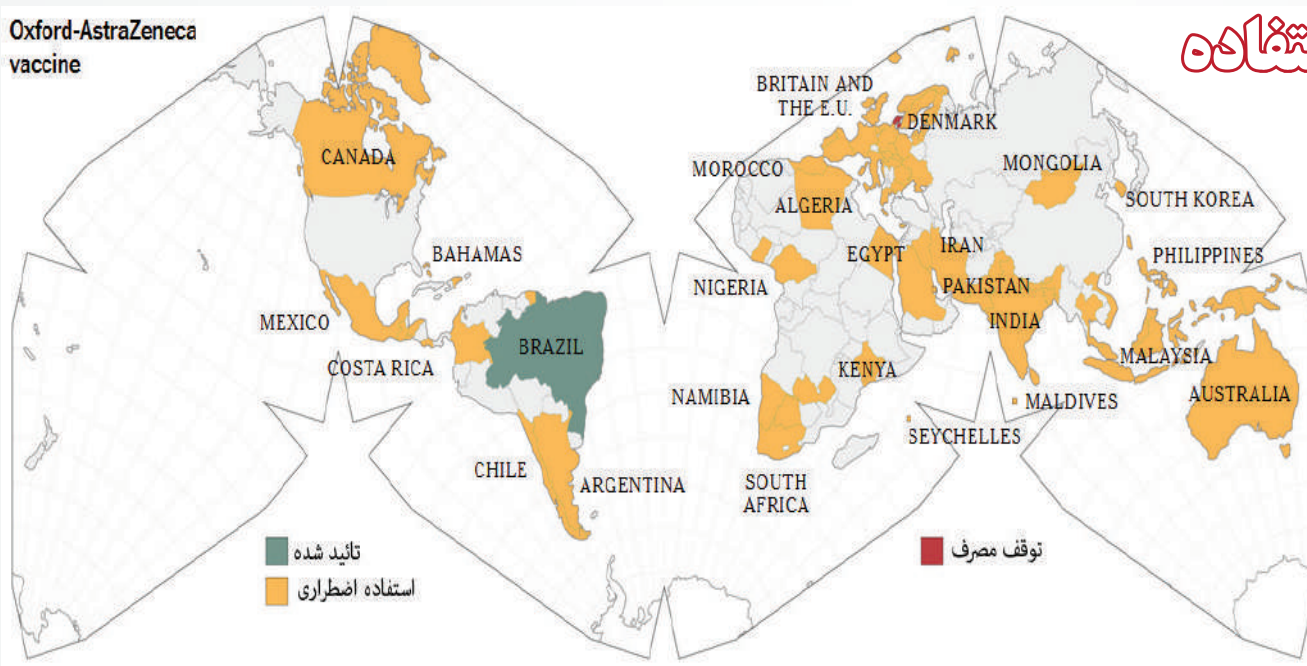 Oxford-AstraZeneca
vaccine
BRITAIN AND
THE E.U.
DENMARK
CANADA
MOROCCO
MONGOLIA
ALGERIA
SOUTH KOREA
BAHAMAS
EGYPT
IRAN
PHILIPPINES
NIGERIA
PAKISTAN
MEXICO
INDIA
BRAZIL
COSTA RICA
KENYA
MALAYSIA
NAMIBIA
MALDIVES
AUSTRALIA
SEYCHELLES
CHILE
ARGENTINA
SOUTH
AFRICA
تائید شده
استفاده اضطراری
توقف مصرف